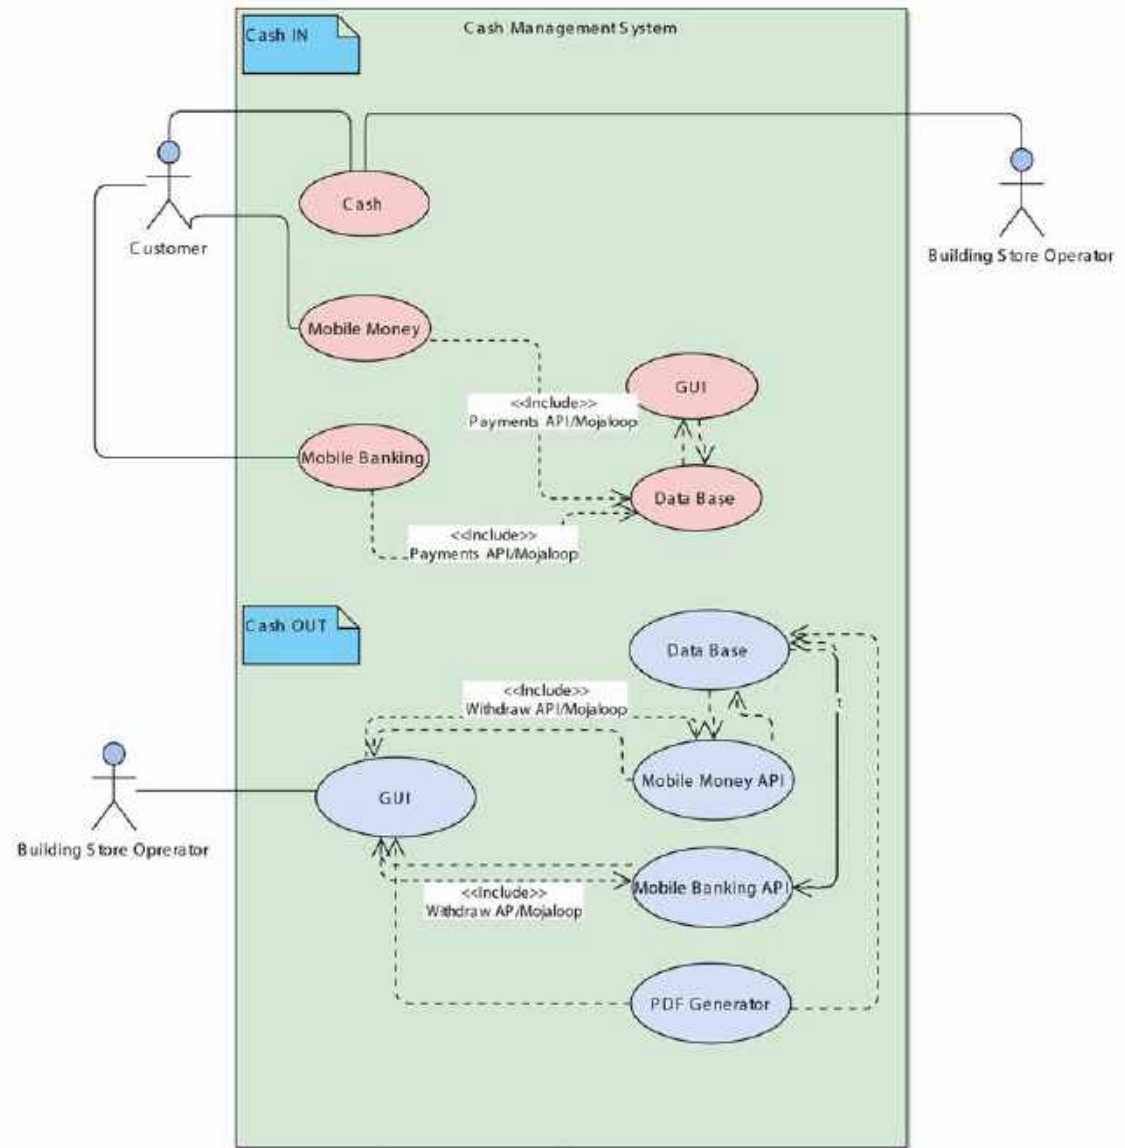 Cash Management System
Cash IN
Customer
Building Store Operator
Cash
Mobile Money
GUI
<<Include>>
Payments API/Mojaloop
Mobile Banking
Data Base
<<Include>>
Payments API/Mojaloop
Cash OUT
Data Base
<<Include>>
Withdraw API/Mojaloop
t
Mobile Money API
GUI
Building Store Oprerator
Mobile Banking API
<<Include>>
Withdraw AP/Mojaloop
PDF Generator